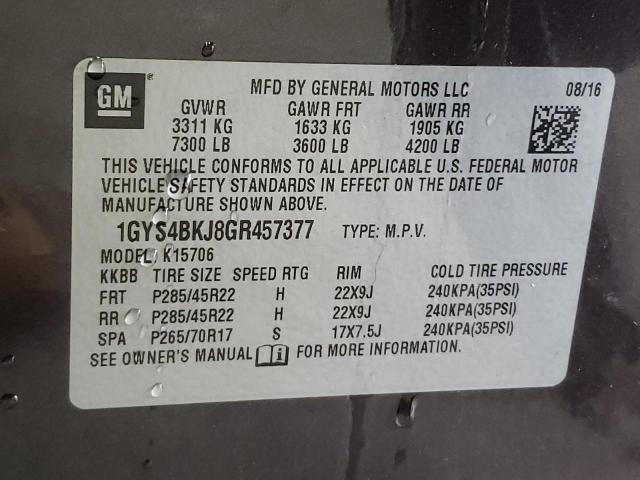 GM
MFD BY GENERAL MOTORS LLC 08/16
GVWR GAWR FRT GAWR RR
3311 KG 1633 KG 1905 KG
7300 LB 3600 LB 4200 LB
THIS VEHICLE CONFORMS TO ALL APPLICABLE U.S. FEDERAL MOTOR
VEHICLE SAFETY STANDARDS IN EFFECT ON THE DATE OF
MANUFACTURE SHOWN ABOVE.
1GYS4BKJ8GR457377 TYPE: M.P.V.
MODEL: K15706
KKBB TIRE SIZE SPEED RTG RIM COLD TIRE PRESSURE
FRT P285/45R22 H 22X9J 240KPA(35PSI)
RR P285/45R22 H 22X9J 240KPA(35PSI)
SPA P265/70R17 S 17X7.5J 240KPA(35PSI)
SEE OWNER'S MANUAL FOR MORE INFORMATION.